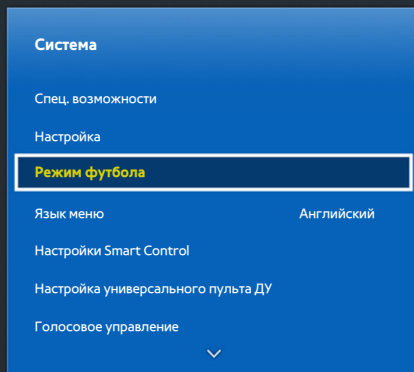 Система
Спец. возможности
Настройка
Режим футбола
Язык меню Английский
Настройки Smart Control
Настройка универсального пульта ДУ
Голосовое управление